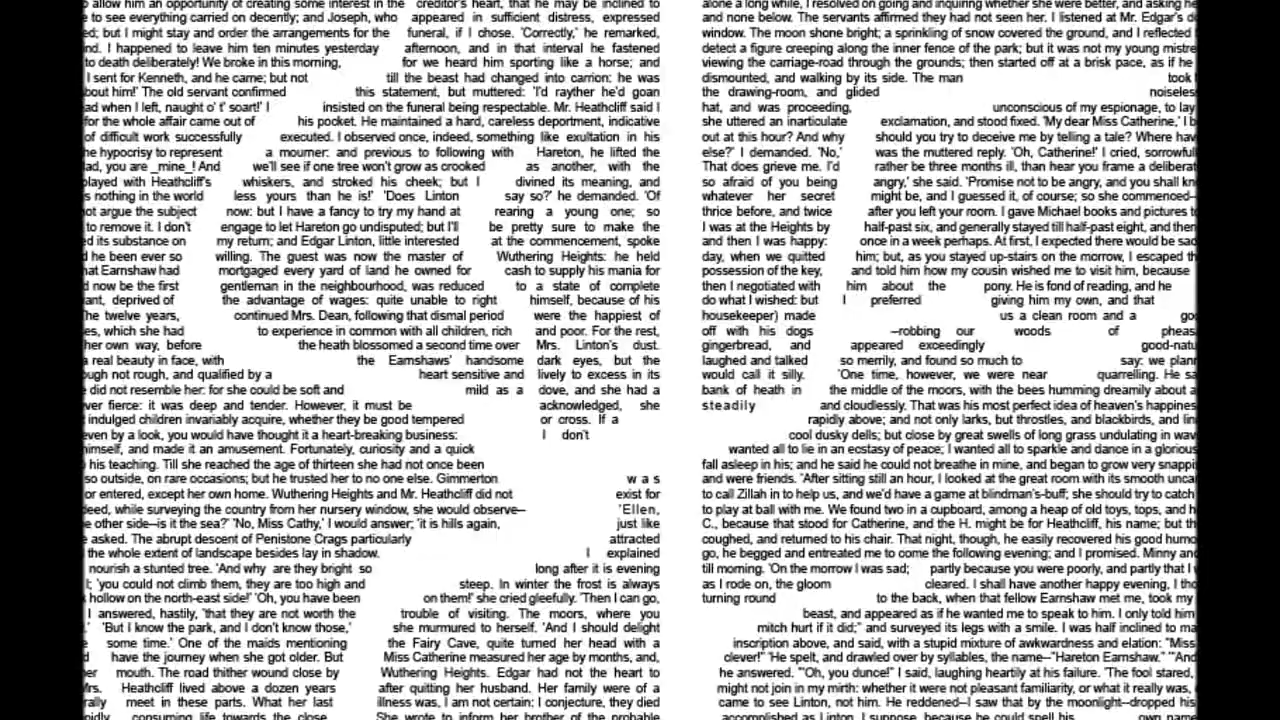 allow him an opportunity of creating some interest in the creditor's heart, that he may be inclined to
to see everything carried on decently; and Joseph, who appeared in sufficient distress, expressed
ed; but I might stay and order the arrangements for the funeral, if I chose. 'Correctly,' he remarked,
nd. I happened to leave him ten minutes yesterday afternoon, and in that interval he fastened
to death deliberately! We broke in this morning, for we heard him sporting like a horse; and
I sent for Kenneth, and he came; but not till the beast had changed into carrion: he was
bout him!' The old servant confirmed this statement, but muttered: 'I'd rayther he'd goan
ad when I left, naught o' t' soart!' I insisted on the funeral being respectable. Mr. Heathcliff said I
for the whole affair came out of his pocket. He maintained a hard, careless deportment, indicative
of difficult work successfully executed. I observed once, indeed, something like exultation in his
he hypocrisy to represent a mourner: and previous to following with Hareton, he lifted the
ad, you are _mine_! And we'll see if one tree won't grow as crooked as another, with the
played with Heathcliff's whiskers, and stroked his cheek; but I divined its meaning, and
s nothing in the world less yours than he is!' 'Does Linton say so?' he demanded. 'Of
ot argue the subject now: but I have a fancy to try my hand at rearing a young one; so
to remove it. I don't engage to let Hareton go undisputed; but I'll be pretty sure to make the
ed its substance on my return; and Edgar Linton, little interested at the commencement, spoke
he been ever so willing. The guest was now the master of Wuthering Heights: he held
hat Earnshaw had mortgaged every yard of land he owned for cash to supply his mania for
d now be the first gentleman in the neighbourhood, was reduced to a state of complete
ant, deprived of the advantage of wages: quite unable to right himself, because of his
he twelve years, continued Mrs. Dean, following that dismal period were the happiest of
es, which she had to experience in common with all children, rich and poor. For the rest,
her own way, before the heath blossomed a second time over Mrs. Linton's dust.
a real beauty in face, with the Earnshaws' handsome dark eyes, but the
ough not rough, and qualified by a heart sensitive and lively to excess in its
e did not resemble her: for she could be soft and mild as a dove, and she had a
ver fierce: it was deep and tender. However, it must be acknowledged, she
indulged children invariably acquire, whether they be good tempered or cross. If a
even by a look, you would have thought it a heart-breaking business: I don't
himself, and made it an amusement. Fortunately, curiosity and a quick
his teaching. Till she reached the age of thirteen she had not once been
so outside, on rare occasions; but he trusted her to no one else. Gimmerton was
or entered, except her own home. Wuthering Heights and Mr. Heathcliff did not exist for
deed, while surveying the country from her nursery window, she would observe— 'Ellen,
e other side—is it the sea?' 'No, Miss Cathy,' I would answer; 'it is hills again, just like
e asked. The abrupt descent of Penistone Crags particularly attracted
the whole extent of landscape besides lay in shadow. I explained
nourish a stunted tree. 'And why are they bright so long after it is evening
l; 'you could not climb them, they are too high and steep. In winter the frost is always
hollow on the north-east side!' 'Oh, you have been on them!' she cried gleefully. 'Then I can go,
I answered, hastily, 'that they are not worth the trouble of visiting. The moors, where you
' 'But I know the park, and I don't know those,' she murmured to herself. 'And I should delight
some time.' One of the maids mentioning the Fairy Cave, quite turned her head with a
d have the journey when she got older. But Miss Catherine measured her age by months, and,
mouth. The road thither wound close by Wuthering Heights. Edgar had not the heart to
Mrs. Heathcliff lived above a dozen years after quitting her husband. Her family were of a
rally meet in these parts. What her last illness was, I am not certain: I conjecture, they died
pidly consuming life towards the close. She wrote to inform her brother of the probable
alone a long while, I resolved on going and inquiring whether she were better, and asking he
and none below. The servants affirmed they had not seen her. I listened at Mr. Edgar's d
window. The moon shone bright; a sprinkling of snow covered the ground, and I reflected
detect a figure creeping along the inner fence of the park; but it was not my young mistre
viewing the carriage-road through the grounds; then started off at a brisk pace, as if he
dismounted, and walking by its side. The man took
the drawing-room, and glided noiseles
hat, and was proceeding, unconscious of my espionage, to lay
she uttered an inarticulate exclamation, and stood fixed. 'My dear Miss Catherine,' I b
out at this hour? And why should you try to deceive me by telling a tale? Where hav
else?' I demanded. 'No,' was the muttered reply. 'Oh, Catherine!' I cried, sorrowful
That does grieve me. I'd rather be three months ill, than hear you frame a deliberat
so afraid of you being angry,' she said. 'Promise not to be angry, and you shall kn
whatever her secret might be, and I guessed it, of course; so she commenced—
thrice before, and twice after you left your room. I gave Michael books and pictures t
I was at the Heights by half-past six, and generally stayed till half-past eight, and then
and then I was happy: once in a week perhaps. At first, I expected there would be sad
day, when we quitted him; but, as you stayed up-stairs on the morrow, I escaped th
possession of the key, and told him how my cousin wished me to visit him, because
then I negotiated with him about the pony. He is fond of reading, and he
do what I wished: but I preferred giving him my own, and that
housekeeper) made us a clean room and a go
off with his dogs —robbing our woods of pheas
gingerbread, and appeared exceedingly good-natu
laughed and talked so merrily, and found so much to say: we plann
would call it silly. 'One time, however, we were near quarrelling. He sa
bank of heath in the middle of the moors, with the bees humming dreamily about a
steadily and cloudlessly. That was his most perfect idea of heaven's happines
rapidly above; and not only larks, but throstles, and blackbirds, and lin
cool dusky dells; but close by great swells of long grass undulating in wav
wanted all to lie in an ecstasy of peace; I wanted all to sparkle and dance in a glorious
fall asleep in his; and he said he could not breathe in mine, and began to grow very snappi
and were friends. 'After sitting still an hour, I looked at the great room with its smooth unca
to call Zillah in to help us, and we'd have a game at blindman's-buff; she should try to catch
to play at ball with me. We found two in a cupboard, among a heap of old toys, tops, and h
C., because that stood for Catherine, and the H. might be for Heathcliff, his name; but th
coughed, and returned to his chair. That night, though, he easily recovered his good humo
go, he begged and entreated me to come the following evening; and I promised. Minny and
till morning. 'On the morrow I was sad; partly because you were poorly, and partly that I
as I rode on, the gloom cleared. I shall have another happy evening, I tho
turning round to the back, when that fellow Earnshaw met me, took my
beast, and appeared as if he wanted me to speak to him. I only told him
mitch hurt if it did;" and surveyed its legs with a smile. I was half inclined to ma
inscription above, and said, with a stupid mixture of awkwardness and elation: "Miss
clever!" 'He spelt, and drawled over by syllables, the name—"Hareton Earnshaw." '"And
he answered. '"Oh, you dunce!" I said, laughing heartily at his failure. 'The fool stared,
might not join in my mirth: whether it were not pleasant familiarity, or what it really was,
came to see Linton, not him. He reddened—I saw that by the moonlight—dropped his
accomplished as Linton, I suppose, because he could spell his own nam